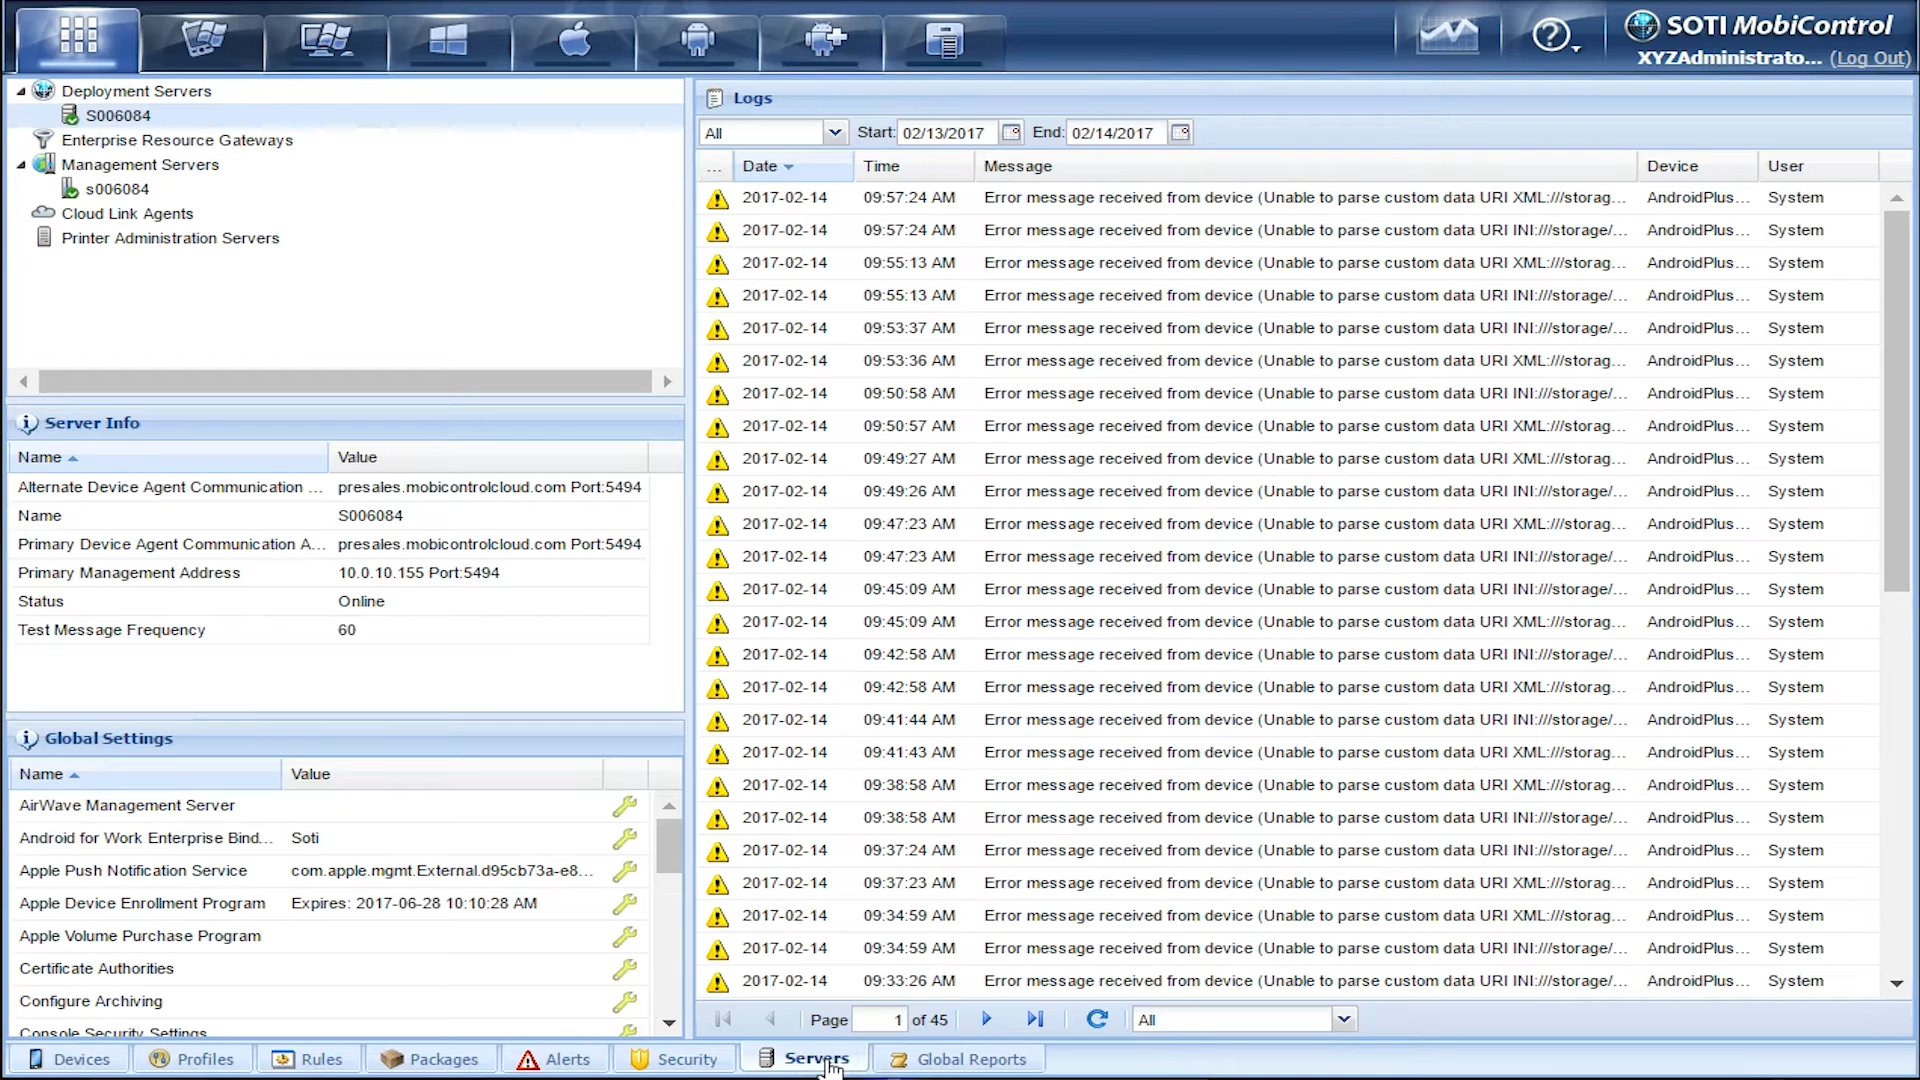 SOTI MobiControl
XYZAdministrato... (Log Out)
Deployment Servers
S006084
Enterprise Resource Gateways
Management Servers
s006084
Cloud Link Agents
Printer Administration Servers
Server Info
Name Value
Alternate Device Agent Communication ... presales.mobicontrolcloud.com Port:5494
Name S006084
Primary Device Agent Communication A... presales.mobicontrolcloud.com Port:5494
Primary Management Address 10.0.10.155 Port:5494
Status Online
Test Message Frequency 60
Global Settings
Name Value
AirWave Management Server
Android for Work Enterprise Bind... Soti
Apple Push Notification Service com.apple.mgmt.External.d95cb73a-e8...
Apple Device Enrollment Program Expires: 2017-06-28 10:10:28 AM
Apple Volume Purchase Program
Certificate Authorities
Configure Archiving
Console Security Settings
Logs
All Start: 02/13/2017 End: 02/14/2017
... Date Time Message Device User
2017-02-14 09:57:24 AM Error message received from device (Unable to parse custom data URI XML:///storag... AndroidPlus... System
2017-02-14 09:57:24 AM Error message received from device (Unable to parse custom data URI INI:///storage/... AndroidPlus... System
2017-02-14 09:55:13 AM Error message received from device (Unable to parse custom data URI XML:///storag... AndroidPlus... System
2017-02-14 09:55:13 AM Error message received from device (Unable to parse custom data URI INI:///storage/... AndroidPlus... System
2017-02-14 09:53:37 AM Error message received from device (Unable to parse custom data URI INI:///storage/... AndroidPlus... System
2017-02-14 09:53:36 AM Error message received from device (Unable to parse custom data URI XML:///storag... AndroidPlus... System
2017-02-14 09:50:58 AM Error message received from device (Unable to parse custom data URI INI:///storage/... AndroidPlus... System
2017-02-14 09:50:57 AM Error message received from device (Unable to parse custom data URI XML:///storag... AndroidPlus... System
2017-02-14 09:49:27 AM Error message received from device (Unable to parse custom data URI XML:///storag... AndroidPlus... System
2017-02-14 09:49:26 AM Error message received from device (Unable to parse custom data URI INI:///storage/... AndroidPlus... System
2017-02-14 09:47:23 AM Error message received from device (Unable to parse custom data URI XML:///storag... AndroidPlus... System
2017-02-14 09:47:23 AM Error message received from device (Unable to parse custom data URI INI:///storage/... AndroidPlus... System
2017-02-14 09:45:09 AM Error message received from device (Unable to parse custom data URI INI:///storage/... AndroidPlus... System
2017-02-14 09:45:09 AM Error message received from device (Unable to parse custom data URI XML:///storag... AndroidPlus... System
2017-02-14 09:42:58 AM Error message received from device (Unable to parse custom data URI INI:///storage/... AndroidPlus... System
2017-02-14 09:42:58 AM Error message received from device (Unable to parse custom data URI XML:///storag... AndroidPlus... System
2017-02-14 09:41:44 AM Error message received from device (Unable to parse custom data URI INI:///storage/... AndroidPlus... System
2017-02-14 09:41:43 AM Error message received from device (Unable to parse custom data URI XML:///storag... AndroidPlus... System
2017-02-14 09:38:58 AM Error message received from device (Unable to parse custom data URI XML:///storag... AndroidPlus... System
2017-02-14 09:38:58 AM Error message received from device (Unable to parse custom data URI INI:///storage/... AndroidPlus... System
2017-02-14 09:37:24 AM Error message received from device (Unable to parse custom data URI INI:///storage/... AndroidPlus... System
2017-02-14 09:37:23 AM Error message received from device (Unable to parse custom data URI XML:///storag... AndroidPlus... System
2017-02-14 09:34:59 AM Error message received from device (Unable to parse custom data URI XML:///storag... AndroidPlus... System
2017-02-14 09:34:59 AM Error message received from device (Unable to parse custom data URI INI:///storage/... AndroidPlus... System
2017-02-14 09:33:26 AM Error message received from device (Unable to parse custom data URI XML:///storag... AndroidPlus... System
Page 1 of 45 All
Devices Profiles Rules Packages Alerts Security Servers Global Reports